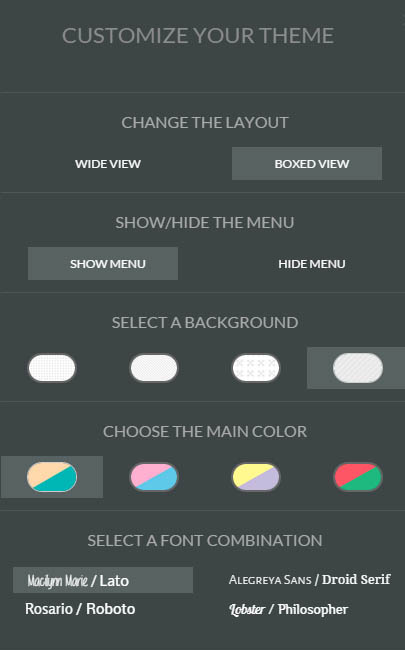 CUSTOMIZE YOUR THEME
CHANGE THE LAYOUT
WIDE VIEW BOXED VIEW
SHOW/HIDE THE MENU
SHOW MENU HIDE MENU
SELECT A BACKGROUND
CHOOSE THE MAIN COLOR
SELECT A FONT COMBINATION
Macilynn Marie / Lato Alegreya Sans / Droid Serif
Rosario / Roboto Lobster / Philosopher